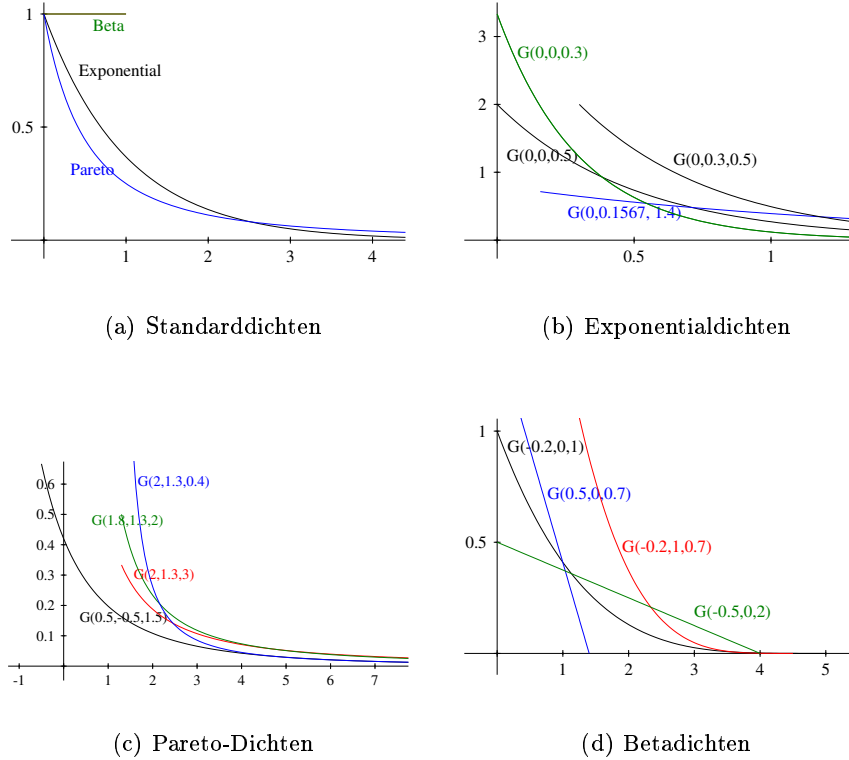 1
Beta
Exponential
0.5
Pareto
1
2
3
4
(a) Standarddichten
3
G(0,0,0.3)
2
G(0,0,0.5)
G(0,0.3,0.5)
1
G(0,0.1567, 1.4)
0.5
1
(b) Exponentialdichten
0.6
G(2,1.3,0.4)
0.5
G(1.8,1.3,2)
0.4
0.3
G(2,1.3,3)
0.2
G(0.5,-0.5,1.5)
0.1
-1
1
2
3
4
5
6
7
(c) Pareto-Dichten
1
G(-0.2,0,1)
G(0.5,0,0.7)
0.5
G(-0.2,1,0.7)
G(-0.5,0,2)
1
2
3
4
5
(d) Betadichten